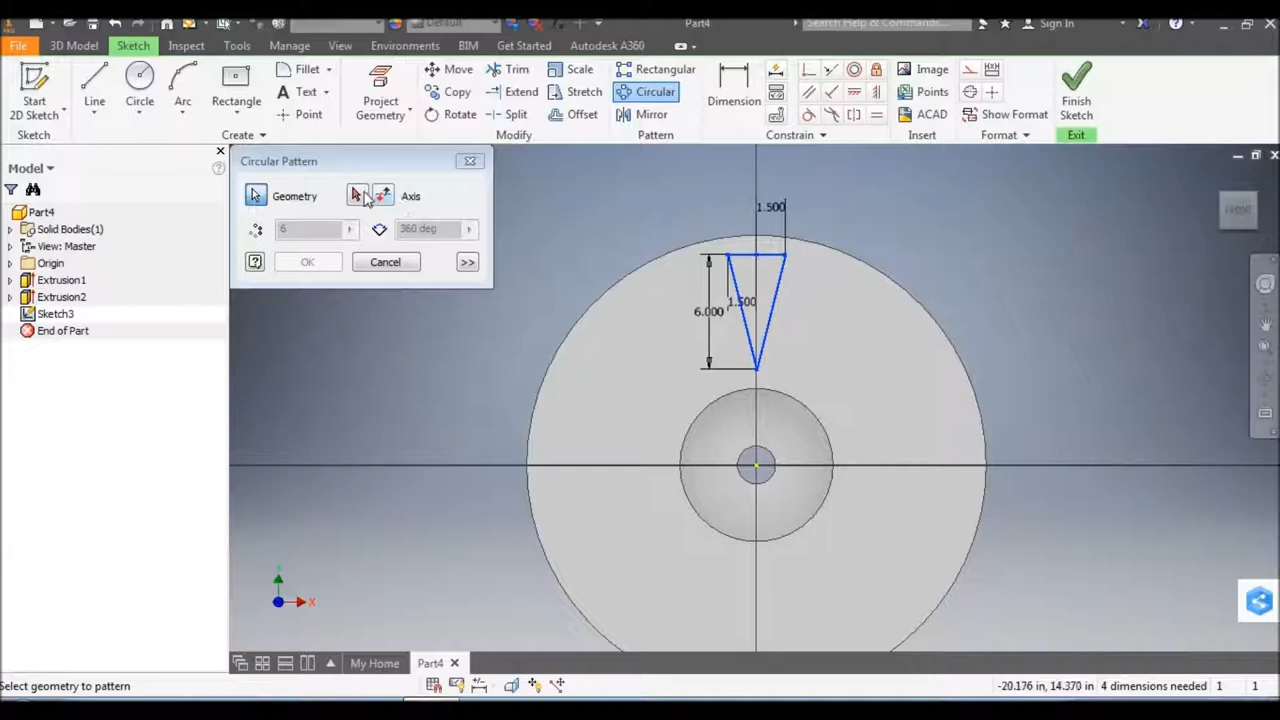 Default
Part4
Search Help & Commands...
Sign In
File
3D Model
Sketch
Inspect
Tools
Manage
View
Environments
BIM
Get Started
Autodesk A360
Start
2D Sketch
Line
Circle
Arc
Rectangle
Fillet
Text
Point
Project
Geometry
Move
Copy
Rotate
Trim
Extend
Split
Scale
Stretch
Offset
Rectangular
Circular
Mirror
Dimension
Image
Points
ACAD
Show Format
Finish
Sketch
Sketch
Create
Modify
Pattern
Constrain
Insert
Format
Exit
Model
Part4
Solid Bodies(1)
View: Master
Origin
Extrusion1
Extrusion2
Sketch3
End of Part
Circular Pattern
Geometry
Axis
6
360 deg
OK
Cancel
>>
1.500
1.500
6.000
FRONT
X
My Home
Part4
Select geometry to pattern
-20.176 in, 14.370 in
4 dimensions needed
1
1